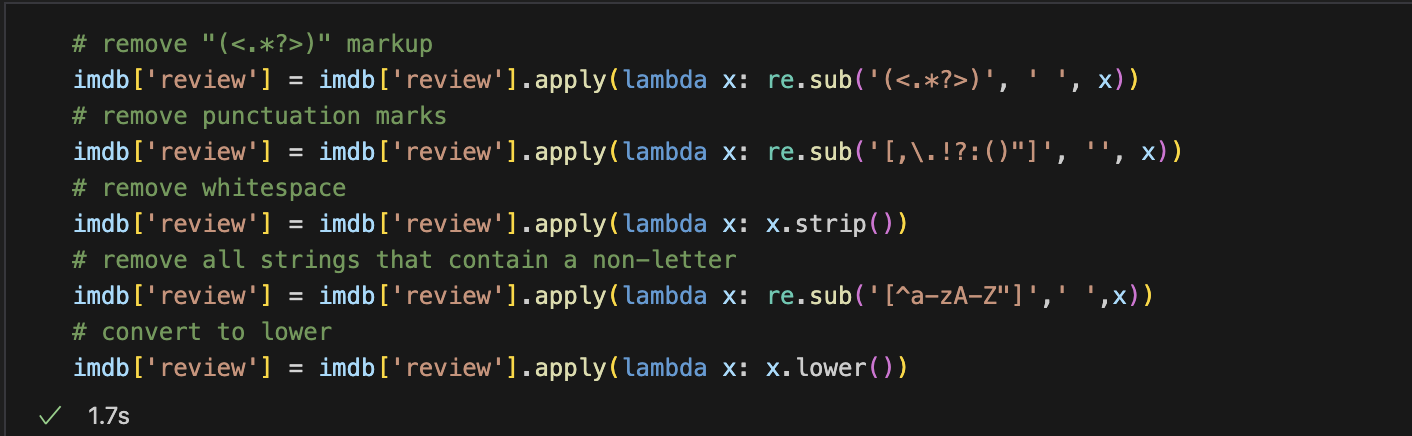 # remove "(<.*?>)" markup
imdb['review'] = imdb['review'].apply(lambda x: re.sub('(<.*?>)', ' ', x))
# remove punctuation marks
imdb['review'] = imdb['review'].apply(lambda x: re.sub('[,\.!?:()"]', '', x))
# remove whitespace
imdb['review'] = imdb['review'].apply(lambda x: x.strip())
# remove all strings that contain a non-letter
imdb['review'] = imdb['review'].apply(lambda x: re.sub('[^a-zA-Z"]',' ',x))
# convert to lower
imdb['review'] = imdb['review'].apply(lambda x: x.lower())
✓ 1.7s